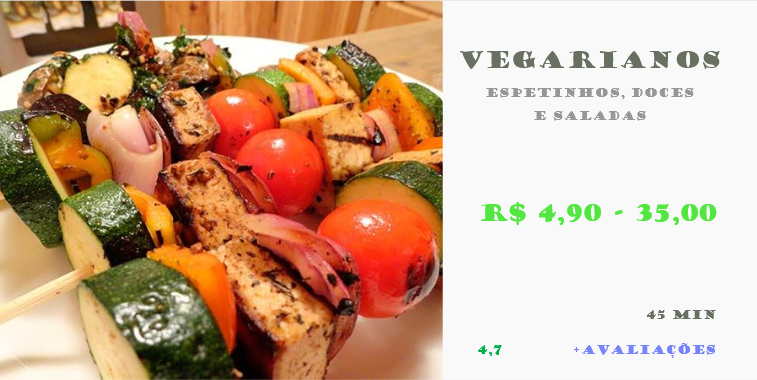 VEGARIANOS
ESPETINHOS, DOCES
E SALADAS
R$ 4,90 - 35,00
45 MIN
4,7 +AVALIAÇÕES